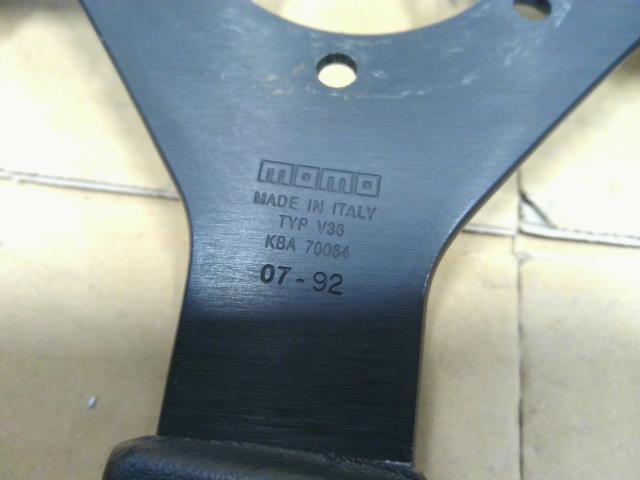 momo
MADE IN ITALY
TYP V36
KBA 70064
07-92